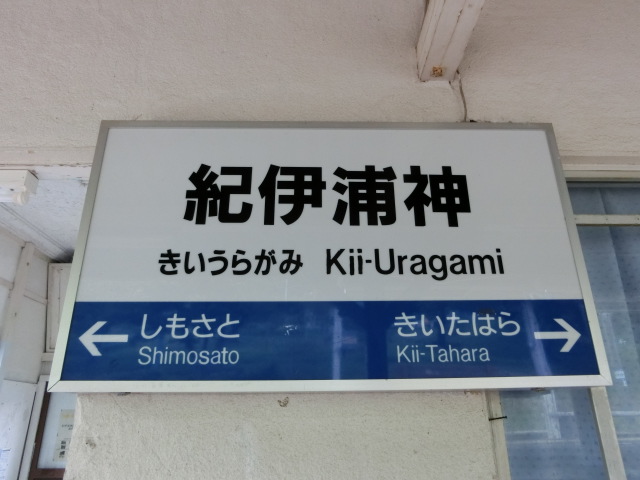 紀伊浦神
きいうらがみ Kii-Uragami
← しもさと きいたはら →
Shimosato Kii-Tahara